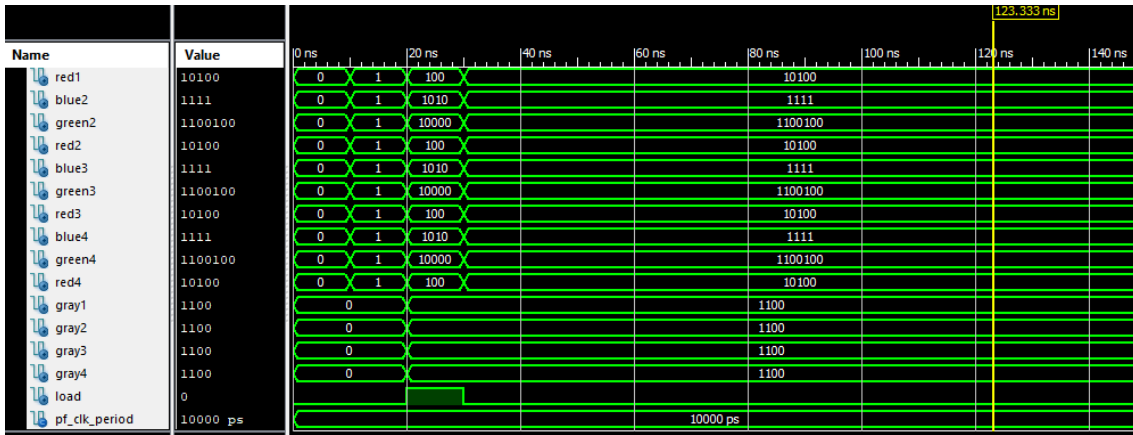 123.333 ns
Name Value 0 ns 20 ns 40 ns 60 ns 80 ns 100 ns 120 ns 140 ns
red1 10100 0 1 100 10100
blue2 1111 0 1 1010 1111
green2 1100100 0 1 10000 1100100
red2 10100 0 1 100 10100
blue3 1111 0 1 1010 1111
green3 1100100 0 1 10000 1100100
red3 10100 0 1 100 10100
blue4 1111 0 1 1010 1111
green4 1100100 0 1 10000 1100100
red4 10100 0 1 100 10100
gray1 1100 0 1100
gray2 1100 0 1100
gray3 1100 0 1100
gray4 1100 0 1100
load 0
pf_clk_period 10000 ps 10000 ps